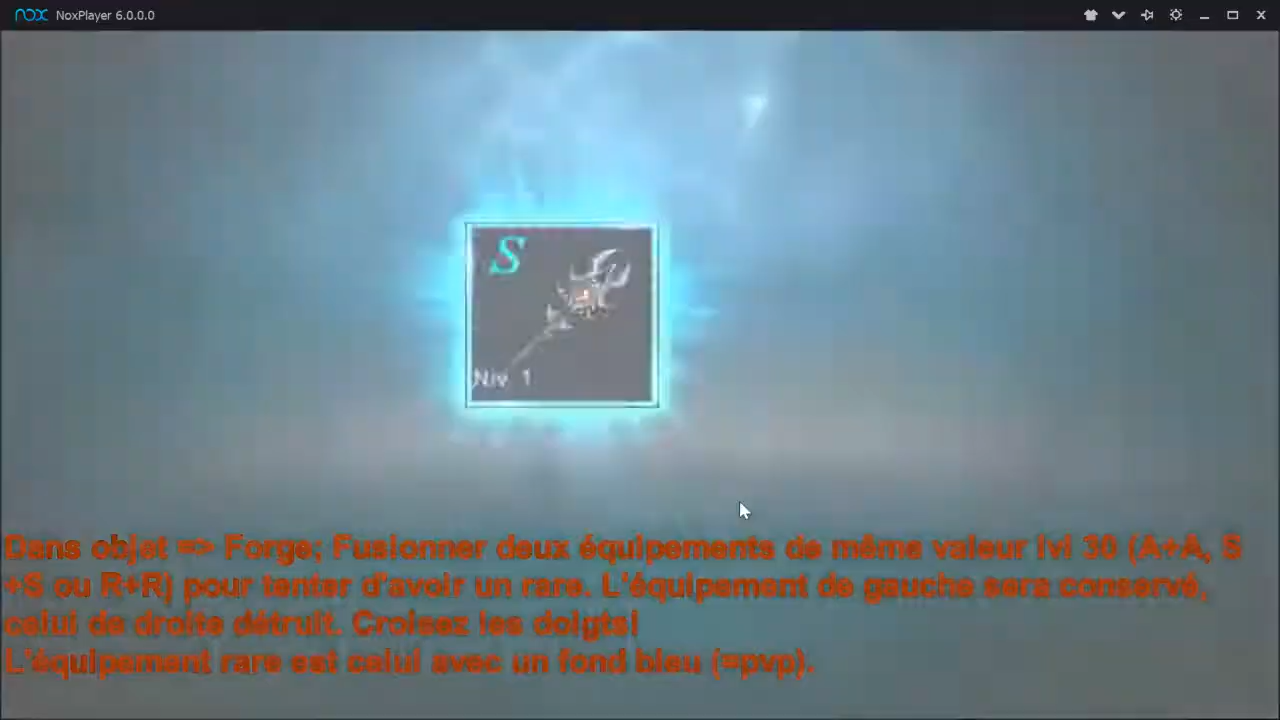 nox NoxPlayer 6.0.0.0
S
Niv 1
Dans objet => Forge; Fusionner deux équipements de même valeur lvl 30 (A+A, S
+S ou R+R) pour tenter d'avoir un rare. L'équipement de gauche sera conservé,
celui de droite détruit. Croisez les doigts!
L'équipement rare est celui avec un fond bleu (=pvp).